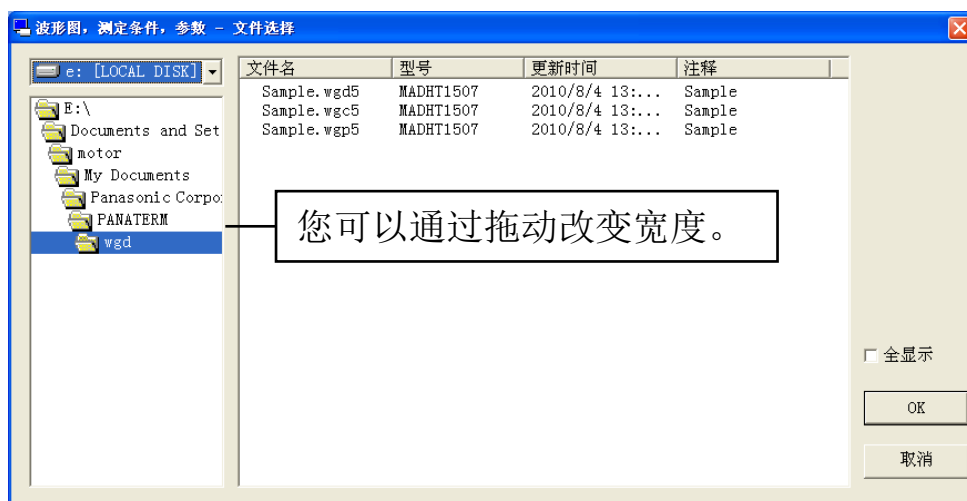 波形图，测定条件，参数 － 文件选择
e: [LOCAL DISK]
E:\
Documents and Set
motor
My Documents
Panasonic Corpo
PANATERM
wgd
文件名 型号 更新时间 注释
Sample.wgd5 MADHT1507 2010/8/4 13:... Sample
Sample.wgc5 MADHT1507 2010/8/4 13:... Sample
Sample.wgp5 MADHT1507 2010/8/4 13:... Sample
您可以通过拖动改变宽度。
全显示
OK
取消